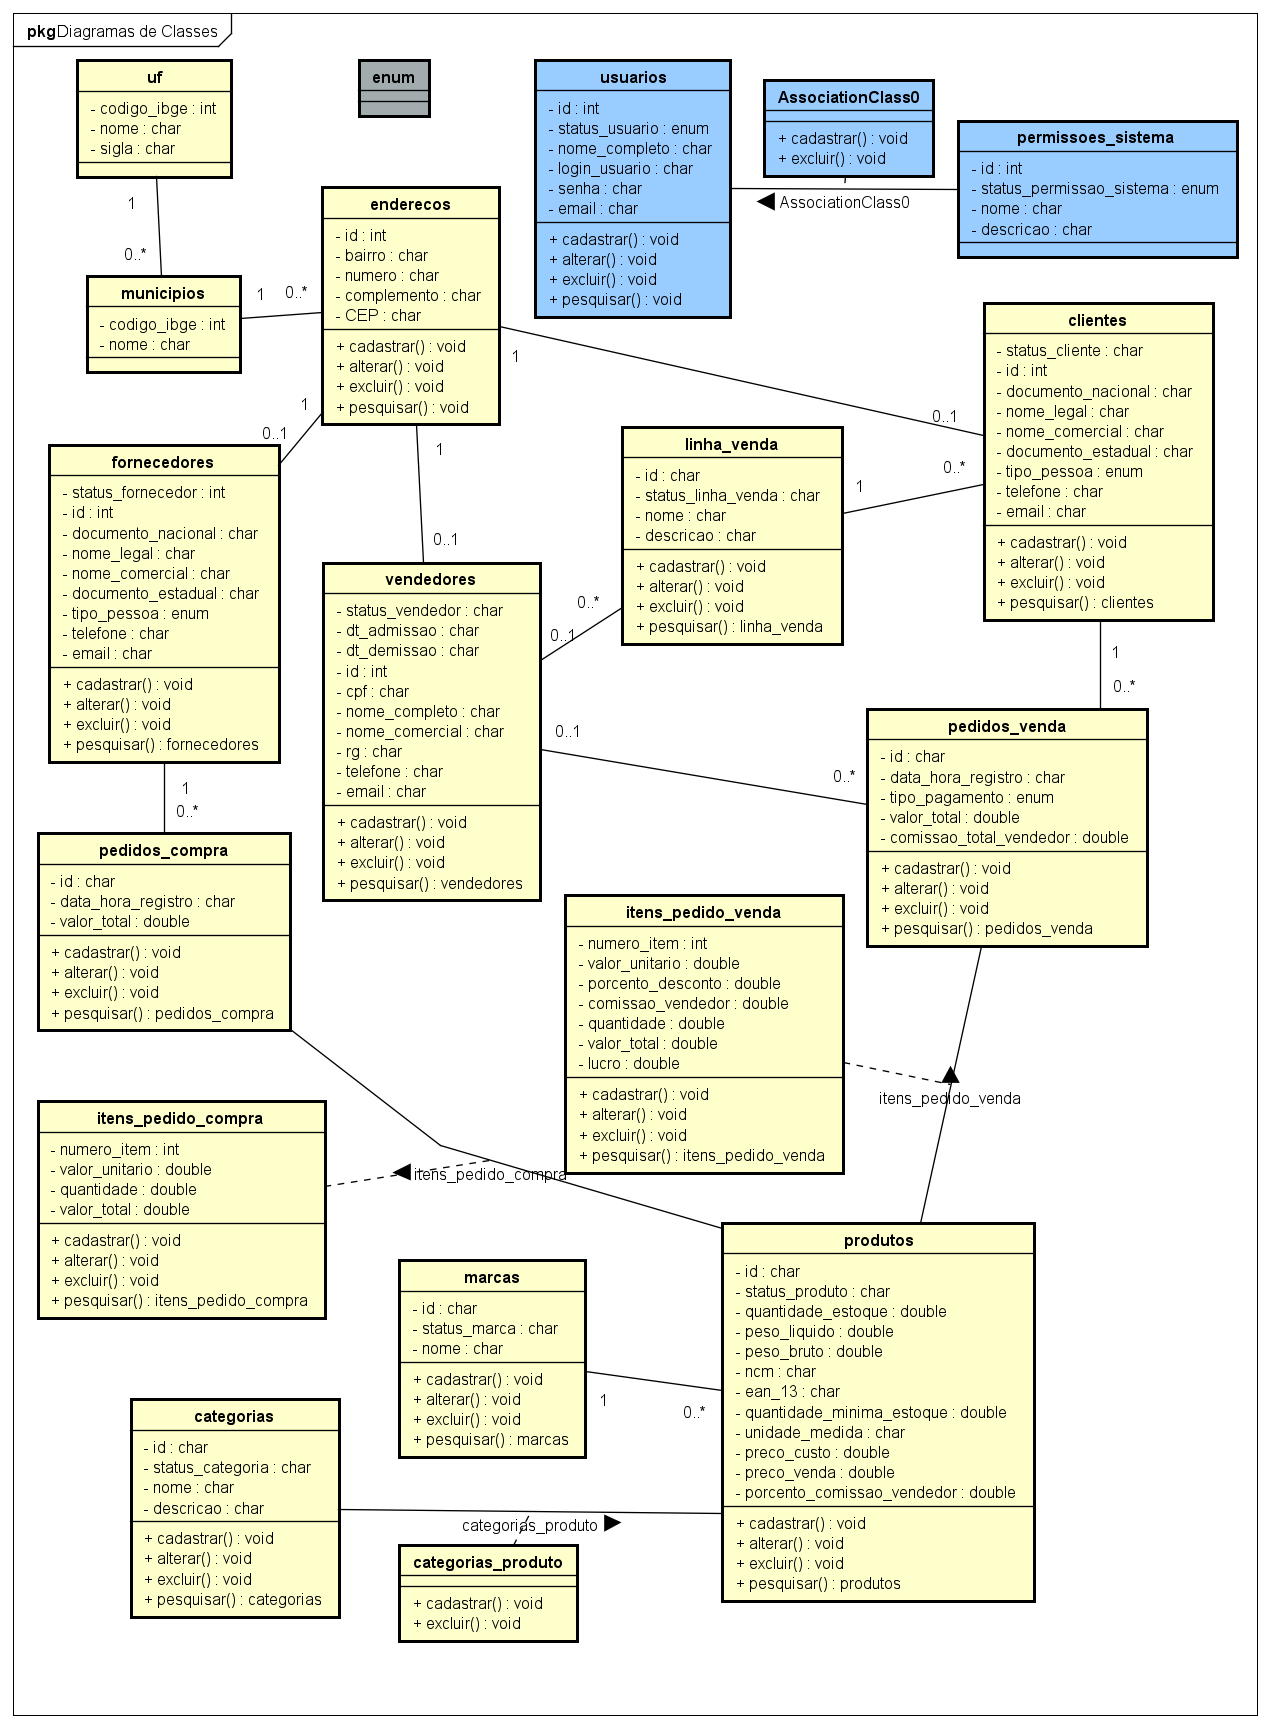 pkgDiagramas de Classes
uf
- codigo_ibge : int
- nome : char
- sigla : char
enum
usuarios
- id : int
- status_usuario : enum
- nome_completo : char
- login_usuario : char
- senha : char
- email : char
+ cadastrar() : void
+ alterar() : void
+ excluir() : void
+ pesquisar() : void
AssociationClass0
+ cadastrar() : void
+ excluir() : void
AssociationClass0
permissoes_sistema
- id : int
- status_permissao_sistema : enum
- nome : char
- descricao : char
1
0..*
municipios
- codigo_ibge : int
- nome : char
1
0..*
enderecos
- id : int
- bairro : char
- numero : char
- complemento : char
- CEP : char
+ cadastrar() : void
+ alterar() : void
+ excluir() : void
+ pesquisar() : void
1
0..1
clientes
- status_cliente : char
- id : int
- documento_nacional : char
- nome_legal : char
- nome_comercial : char
- documento_estadual : char
- tipo_pessoa : enum
- telefone : char
- email : char
+ cadastrar() : void
+ alterar() : void
+ excluir() : void
+ pesquisar() : clientes
1
0..1
fornecedores
- status_fornecedor : int
- id : int
- documento_nacional : char
- nome_legal : char
- nome_comercial : char
- documento_estadual : char
- tipo_pessoa : enum
- telefone : char
- email : char
+ cadastrar() : void
+ alterar() : void
+ excluir() : void
+ pesquisar() : fornecedores
1
0..1
linha_venda
- id : char
- status_linha_venda : char
- nome : char
- descricao : char
+ cadastrar() : void
+ alterar() : void
+ excluir() : void
+ pesquisar() : linha_venda
1
0..*
vendedores
- status_vendedor : char
- dt_admissao : char
- dt_demissao : char
- id : int
- cpf : char
- nome_completo : char
- nome_comercial : char
- rg : char
- telefone : char
- email : char
+ cadastrar() : void
+ alterar() : void
+ excluir() : void
+ pesquisar() : vendedores
0..*
0..1
0..1
0..*
1
0..*
pedidos_venda
- id : char
- data_hora_registro : char
- tipo_pagamento : enum
- valor_total : double
- comissao_total_vendedor : double
+ cadastrar() : void
+ alterar() : void
+ excluir() : void
+ pesquisar() : pedidos_venda
1
0..*
pedidos_compra
- id : char
- data_hora_registro : char
- valor_total : double
+ cadastrar() : void
+ alterar() : void
+ excluir() : void
+ pesquisar() : pedidos_compra
itens_pedido_venda
- numero_item : int
- valor_unitario : double
- porcento_desconto : double
- comissao_vendedor : double
- quantidade : double
- valor_total : double
- lucro : double
+ cadastrar() : void
+ alterar() : void
+ excluir() : void
+ pesquisar() : itens_pedido_venda
itens_pedido_venda
itens_pedido_compra
- numero_item : int
- valor_unitario : double
- quantidade : double
- valor_total : double
+ cadastrar() : void
+ alterar() : void
+ excluir() : void
+ pesquisar() : itens_pedido_compra
itens_pedido_compra
produtos
- id : char
- status_produto : char
- quantidade_estoque : double
- peso_liquido : double
- peso_bruto : double
- ncm : char
- ean_13 : char
- quantidade_minima_estoque : double
- unidade_medida : char
- preco_custo : double
- preco_venda : double
- porcento_comissao_vendedor : double
+ cadastrar() : void
+ alterar() : void
+ excluir() : void
+ pesquisar() : produtos
marcas
- id : char
- status_marca : char
- nome : char
+ cadastrar() : void
+ alterar() : void
+ excluir() : void
+ pesquisar() : marcas
1
0..*
categorias
- id : char
- status_categoria : char
- nome : char
- descricao : char
+ cadastrar() : void
+ alterar() : void
+ excluir() : void
+ pesquisar() : categorias
categorias_produto
categorias_produto
+ cadastrar() : void
+ excluir() : void